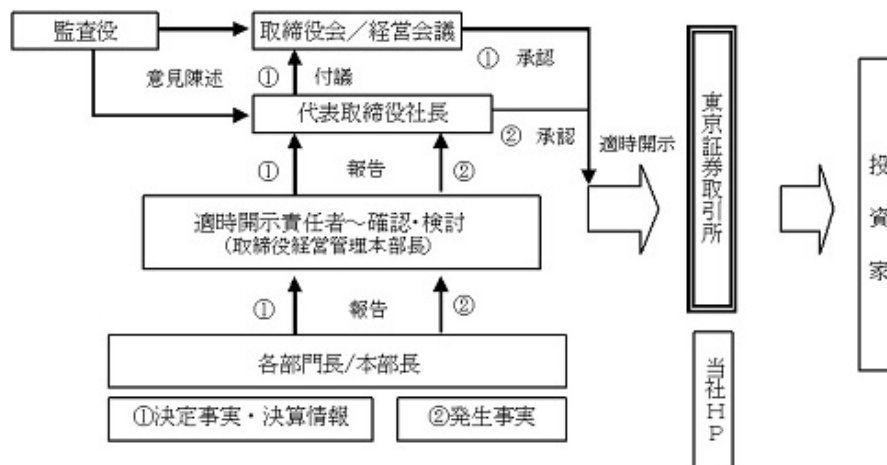 監査役
取締役会／経営会議
① 承認
意見陳述
① 付議
代表取締役社長
② 承認
適時開示
① 報告 ②
適時開示責任者～確認・検討
（取締役経営管理本部長）
① 報告 ②
各部門長/本部長
①決定事実・決算情報
②発生事実
東京証券取引所
当社ＨＰ
投資家